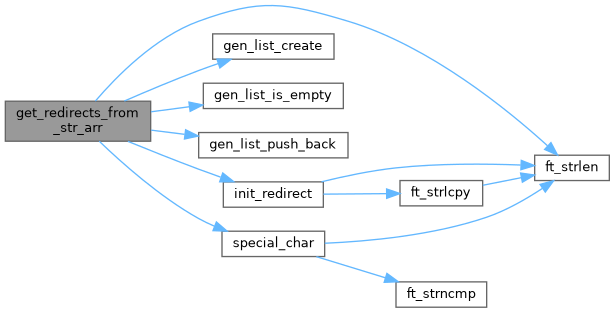 get_redirects_from
_str_arr
gen_list_create
gen_list_is_empty
gen_list_push_back
init_redirect
special_char
ft_strlcpy
ft_strncmp
ft_strlen